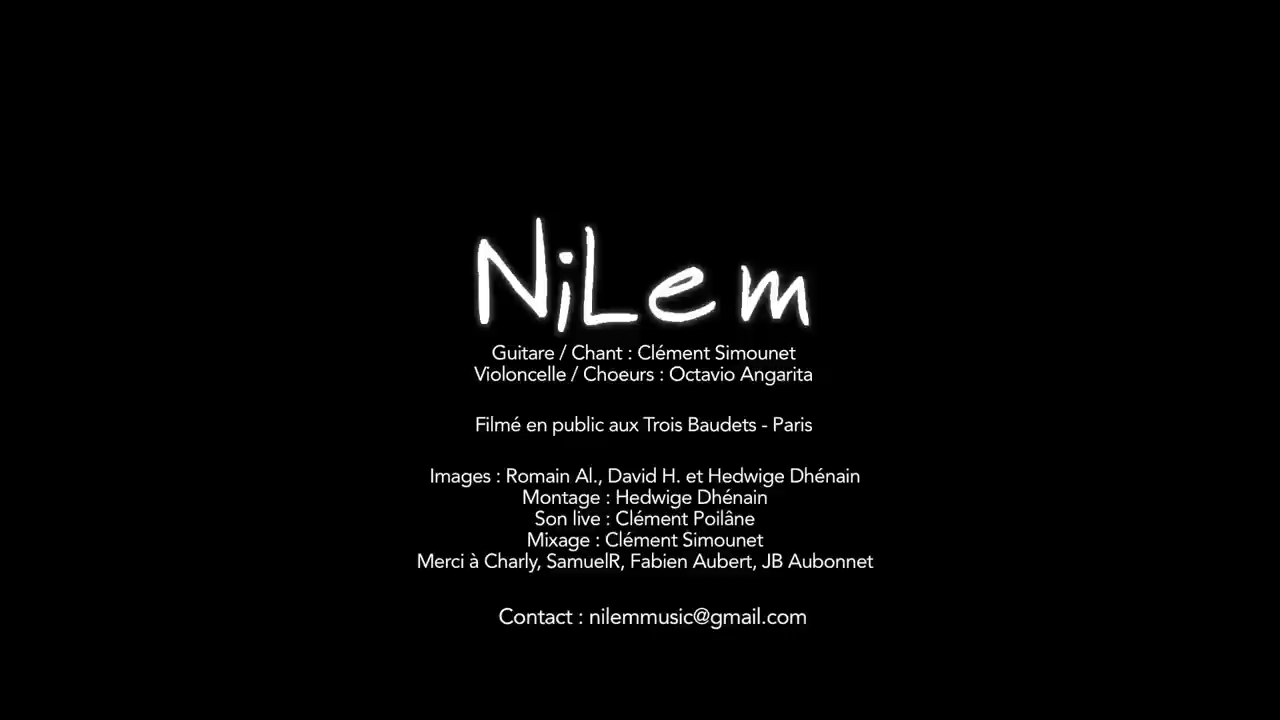 NiLem
Guitare / Chant : Clément Simounet
Violoncelle / Choeurs : Octavio Angarita
Filmé en public aux Trois Baudets - Paris
Images : Romain Al., David H. et Hedwige Dhénain
Montage : Hedwige Dhénain
Son live : Clément Poilâne
Mixage : Clément Simounet
Merci à Charly, SamuelR, Fabien Aubert, JB Aubonnet
Contact : nilemmusic@gmail.com